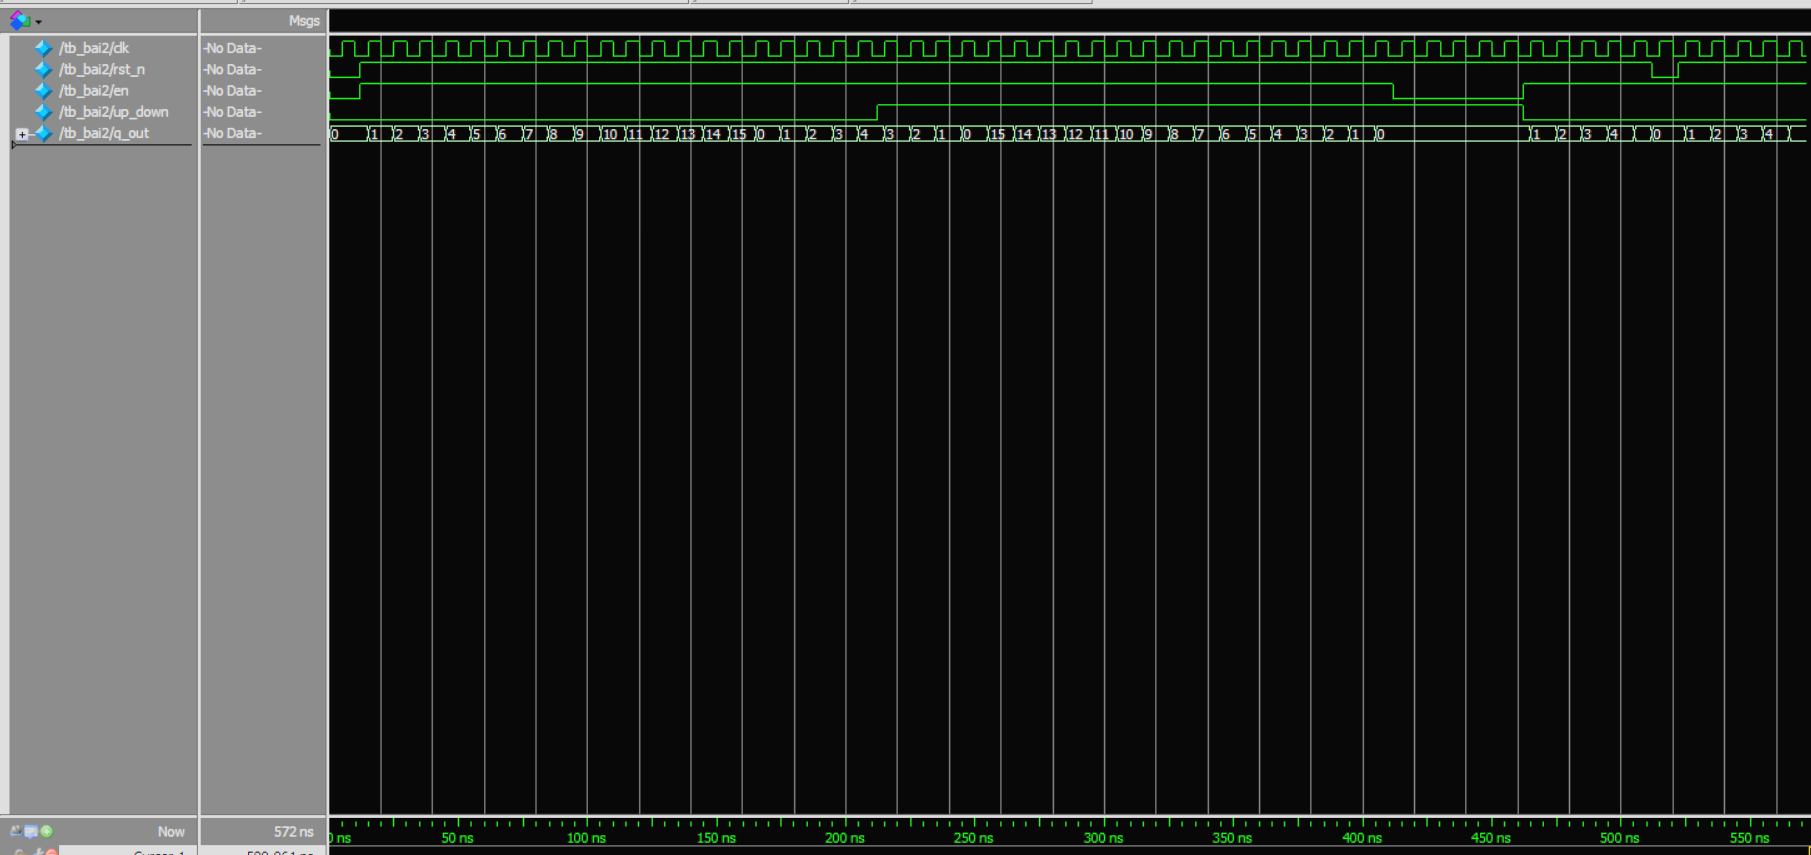 Msgs
/tb_bai2/clk -No Data-
/tb_bai2/rst_n -No Data-
/tb_bai2/en -No Data-
/tb_bai2/up_down -No Data-
/tb_bai2/q_out -No Data- 0 1 2 3 4 5 6 7 8 9 10 11 12 13 14 15 0 1 2 3 4 3 2 1 0 15 14 13 12 11 10 9 8 7 6 5 4 3 2 1 0 1 2 3 4 0 1 2 3 4
Now 572 ns 0 ns 50 ns 100 ns 150 ns 200 ns 250 ns 300 ns 350 ns 400 ns 450 ns 500 ns 550 ns
Cursor 1